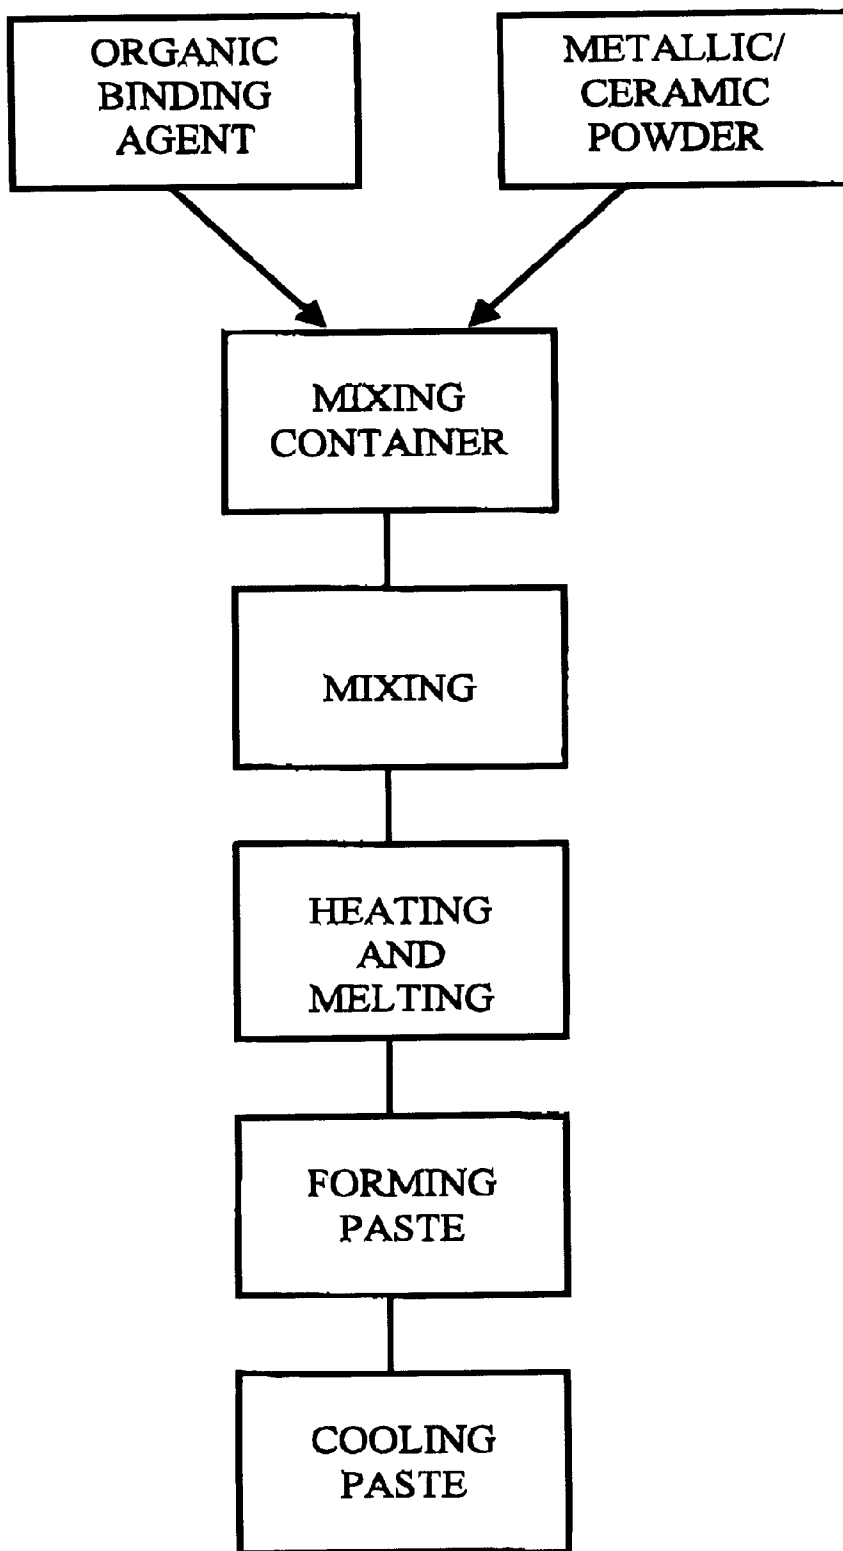 ORGANIC
BINDING
AGENT
METALLIC/
CERAMIC
POWDER
MIXING
CONTAINER
MIXING
HEATING
AND
MELTING
FORMING
PASTE
COOLING
PASTE